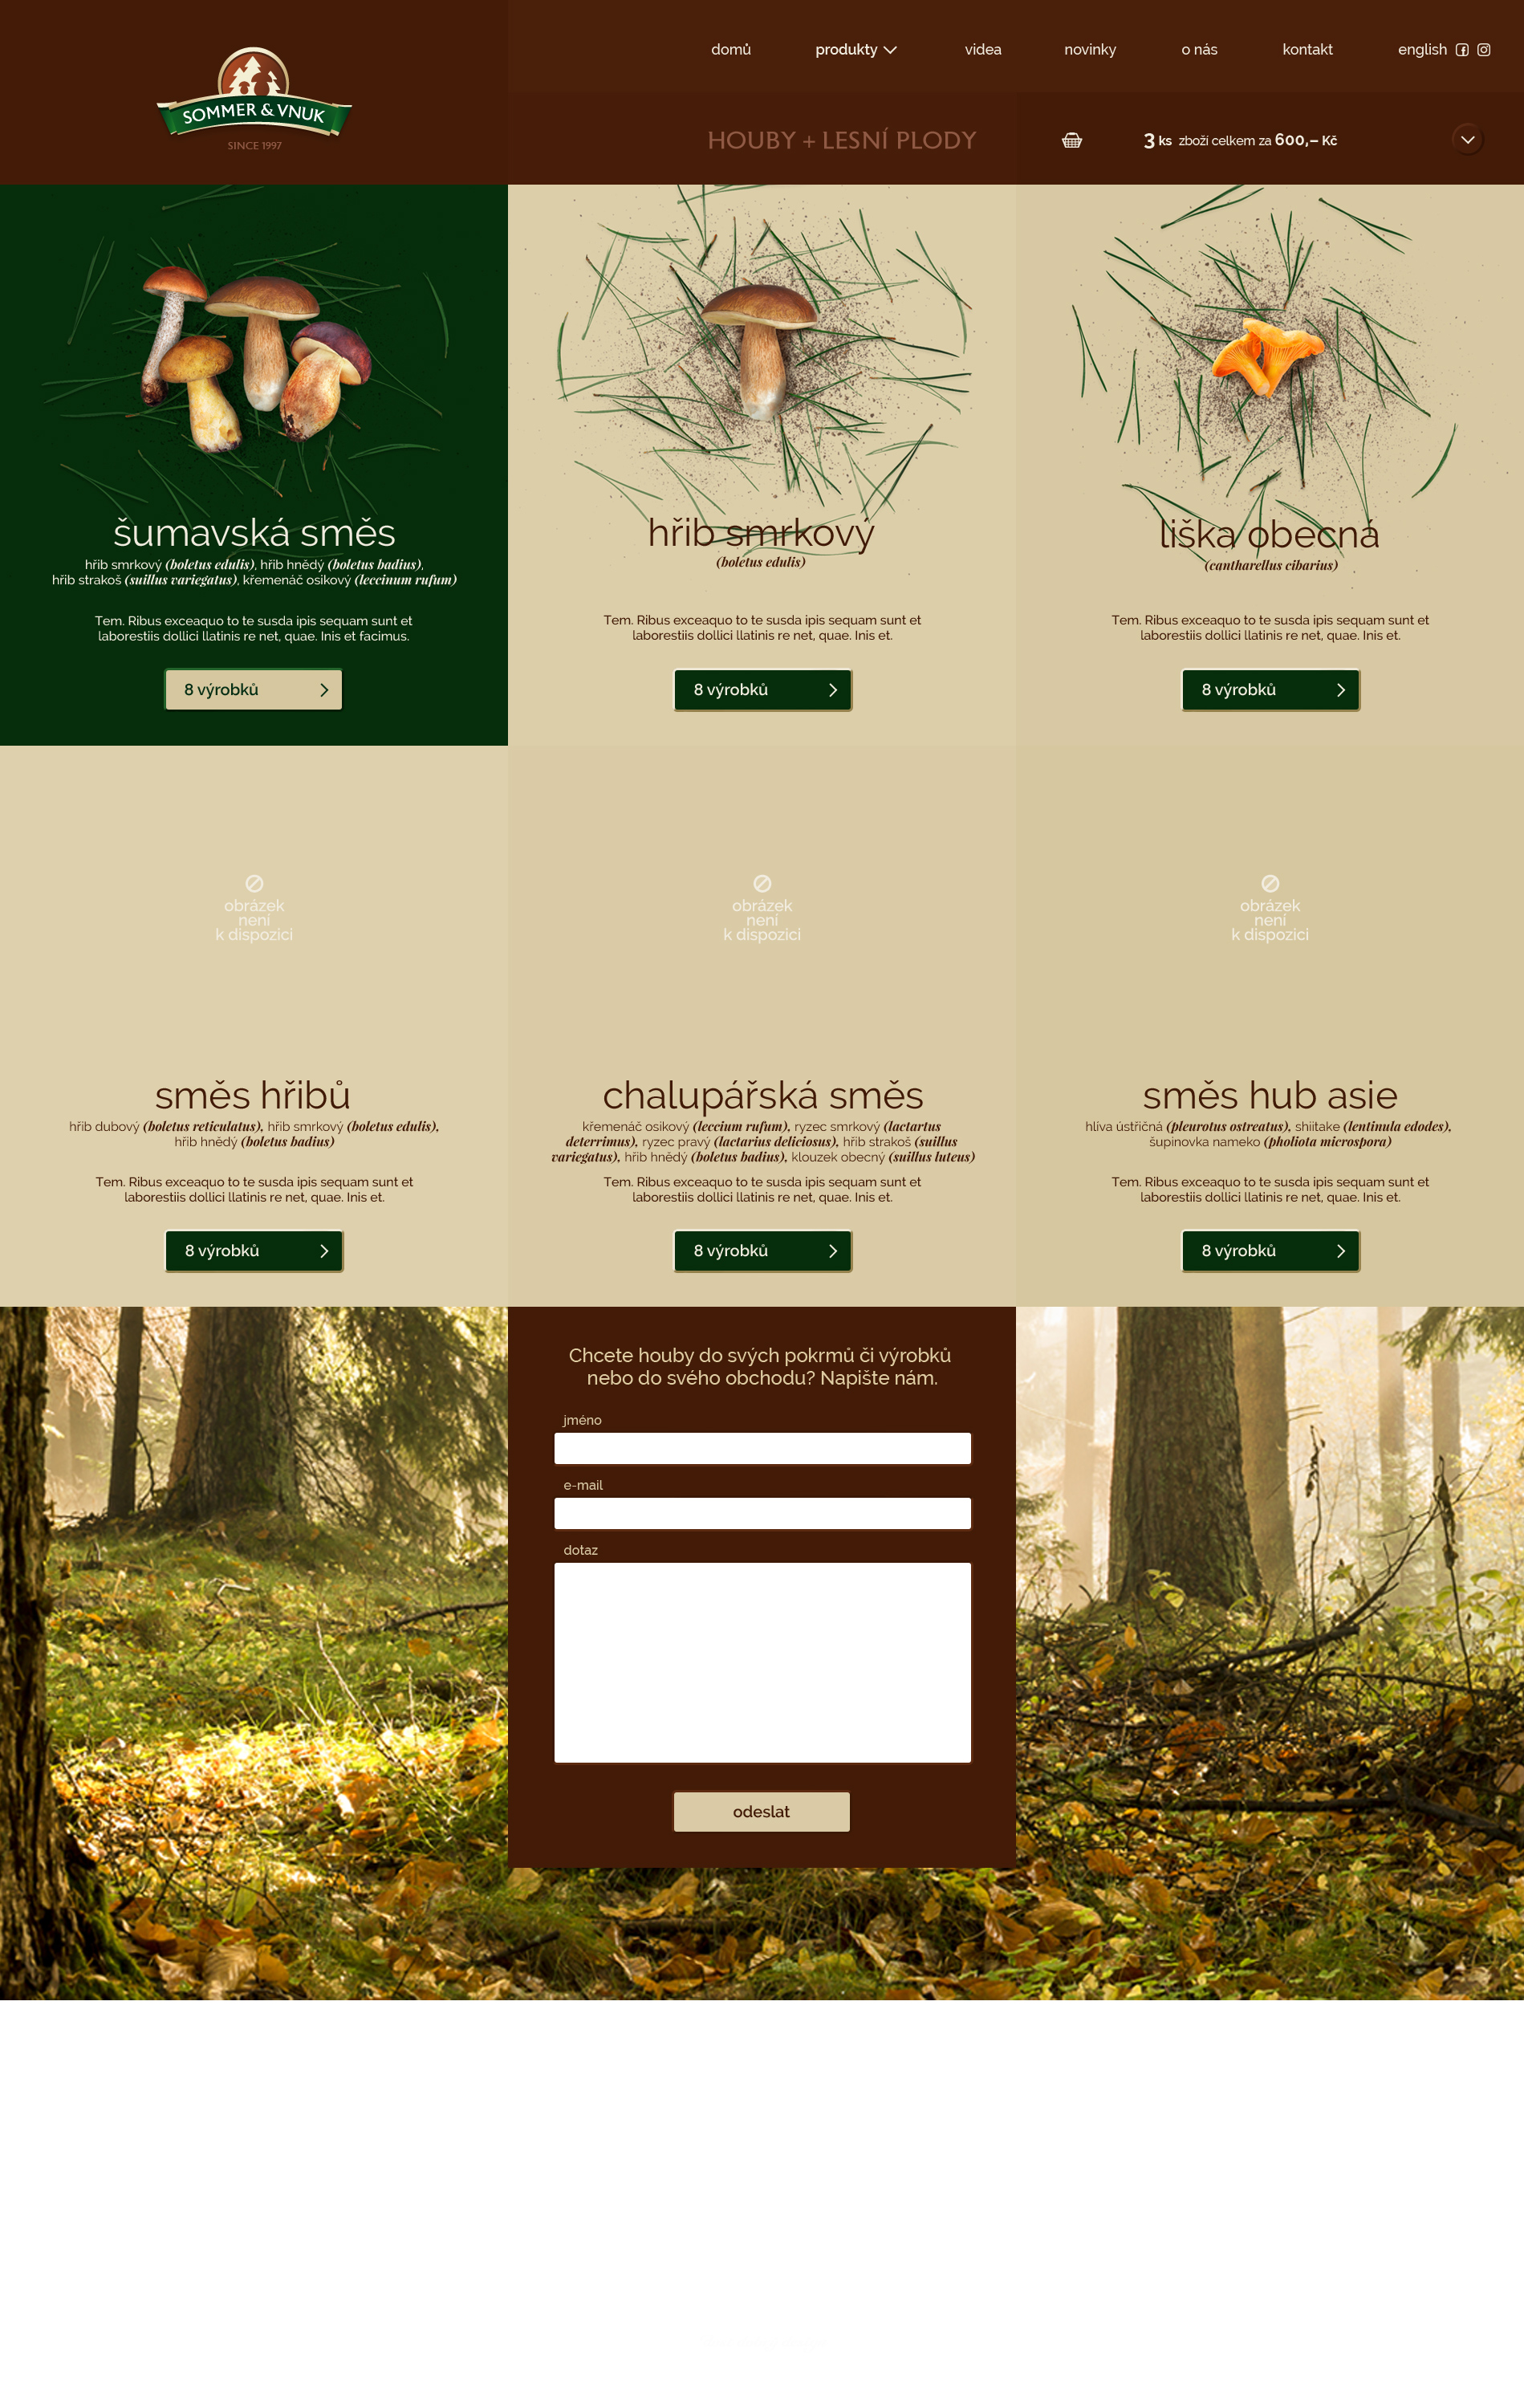 domů produkty videa novinky o nás kontakt english
SOMMER & VNUK
SINCE 1997
HOUBY + LESNÍ PLODY
3 ks zboží celkem za 600,– Kč
šumavská směs
hřib smrkový (boletus edulis), hřib hnědý (boletus badius),
hřib strakoš (suillus variegatus), křemenáč osikový (leccinum rufum)
Tem. Ribus exceaquo to te susda ipis sequam sunt et
laborestiis dollici llatinis re net, quae. Inis et facimus.
8 výrobků
hřib smrkový
(boletus edulis)
Tem. Ribus exceaquo to te susda ipis sequam sunt et
laborestiis dollici llatinis re net, quae. Inis et.
8 výrobků
liška obecná
(cantharellus cibarius)
Tem. Ribus exceaquo to te susda ipis sequam sunt et
laborestiis dollici llatinis re net, quae. Inis et.
8 výrobků
obrázek
není
k dispozici
směs hřibů
hřib dubový (boletus reticulatus), hřib smrkový (boletus edulis),
hřib hnědý (boletus badius)
Tem. Ribus exceaquo to te susda ipis sequam sunt et
laborestiis dollici llatinis re net, quae. Inis et.
8 výrobků
obrázek
není
k dispozici
chalupářská směs
křemenáč osikový (leccium rufum), ryzec smrkový (lactartus
deterrimus), ryzec pravý (lactarius deliciosus), hřib strakoš (suillus
variegatus), hřib hnědý (boletus badius), klouzek obecný (suillus luteus)
Tem. Ribus exceaquo to te susda ipis sequam sunt et
laborestiis dollici llatinis re net, quae. Inis et.
8 výrobků
obrázek
není
k dispozici
směs hub asie
hlíva ústřičná (pleurotus ostreatus), shiitake (lentinula edodes),
šupinovka nameko (pholiota microspora)
Tem. Ribus exceaquo to te susda ipis sequam sunt et
laborestiis dollici llatinis re net, quae. Inis et.
8 výrobků
Chcete houby do svých pokrmů či výrobků
nebo do svého obchodu? Napište nám.
jméno
e-mail
dotaz
odeslat